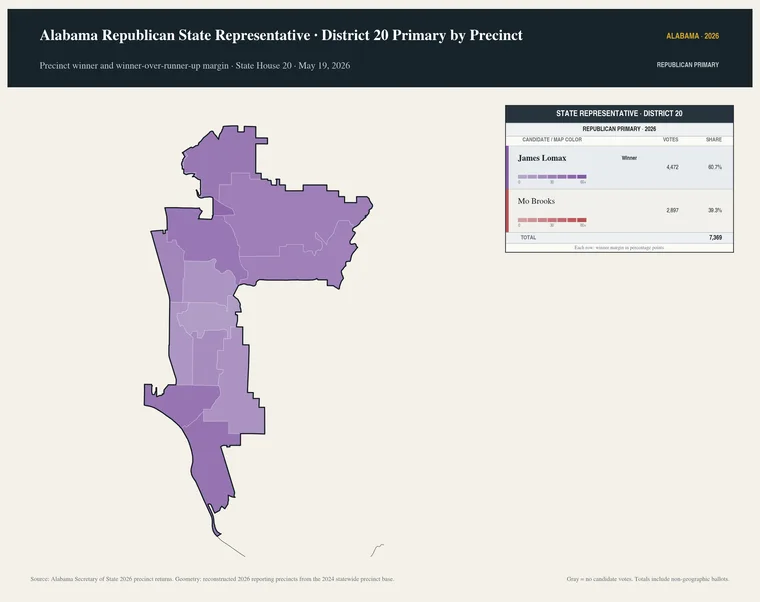 Alabama Republican State Representative · District 20 Primary by Precinct
ALABAMA · 2026
Precinct winner and winner-over-runner-up margin · State House 20 · May 19, 2026
REPUBLICAN PRIMARY
STATE REPRESENTATIVE · DISTRICT 20
REPUBLICAN PRIMARY · 2026
CANDIDATE / MAP COLOR VOTES SHARE
James Lomax Winner 4,472 60.7%
Mo Brooks 2,897 39.3%
TOTAL 7,369
Each row: winner margin in percentage points
Source: Alabama Secretary of State 2026 precinct returns. Geometry: reconstructed 2026 reporting precincts from the 2024 statewide precinct base.
Gray = no candidate votes. Totals include non-geographic ballots.